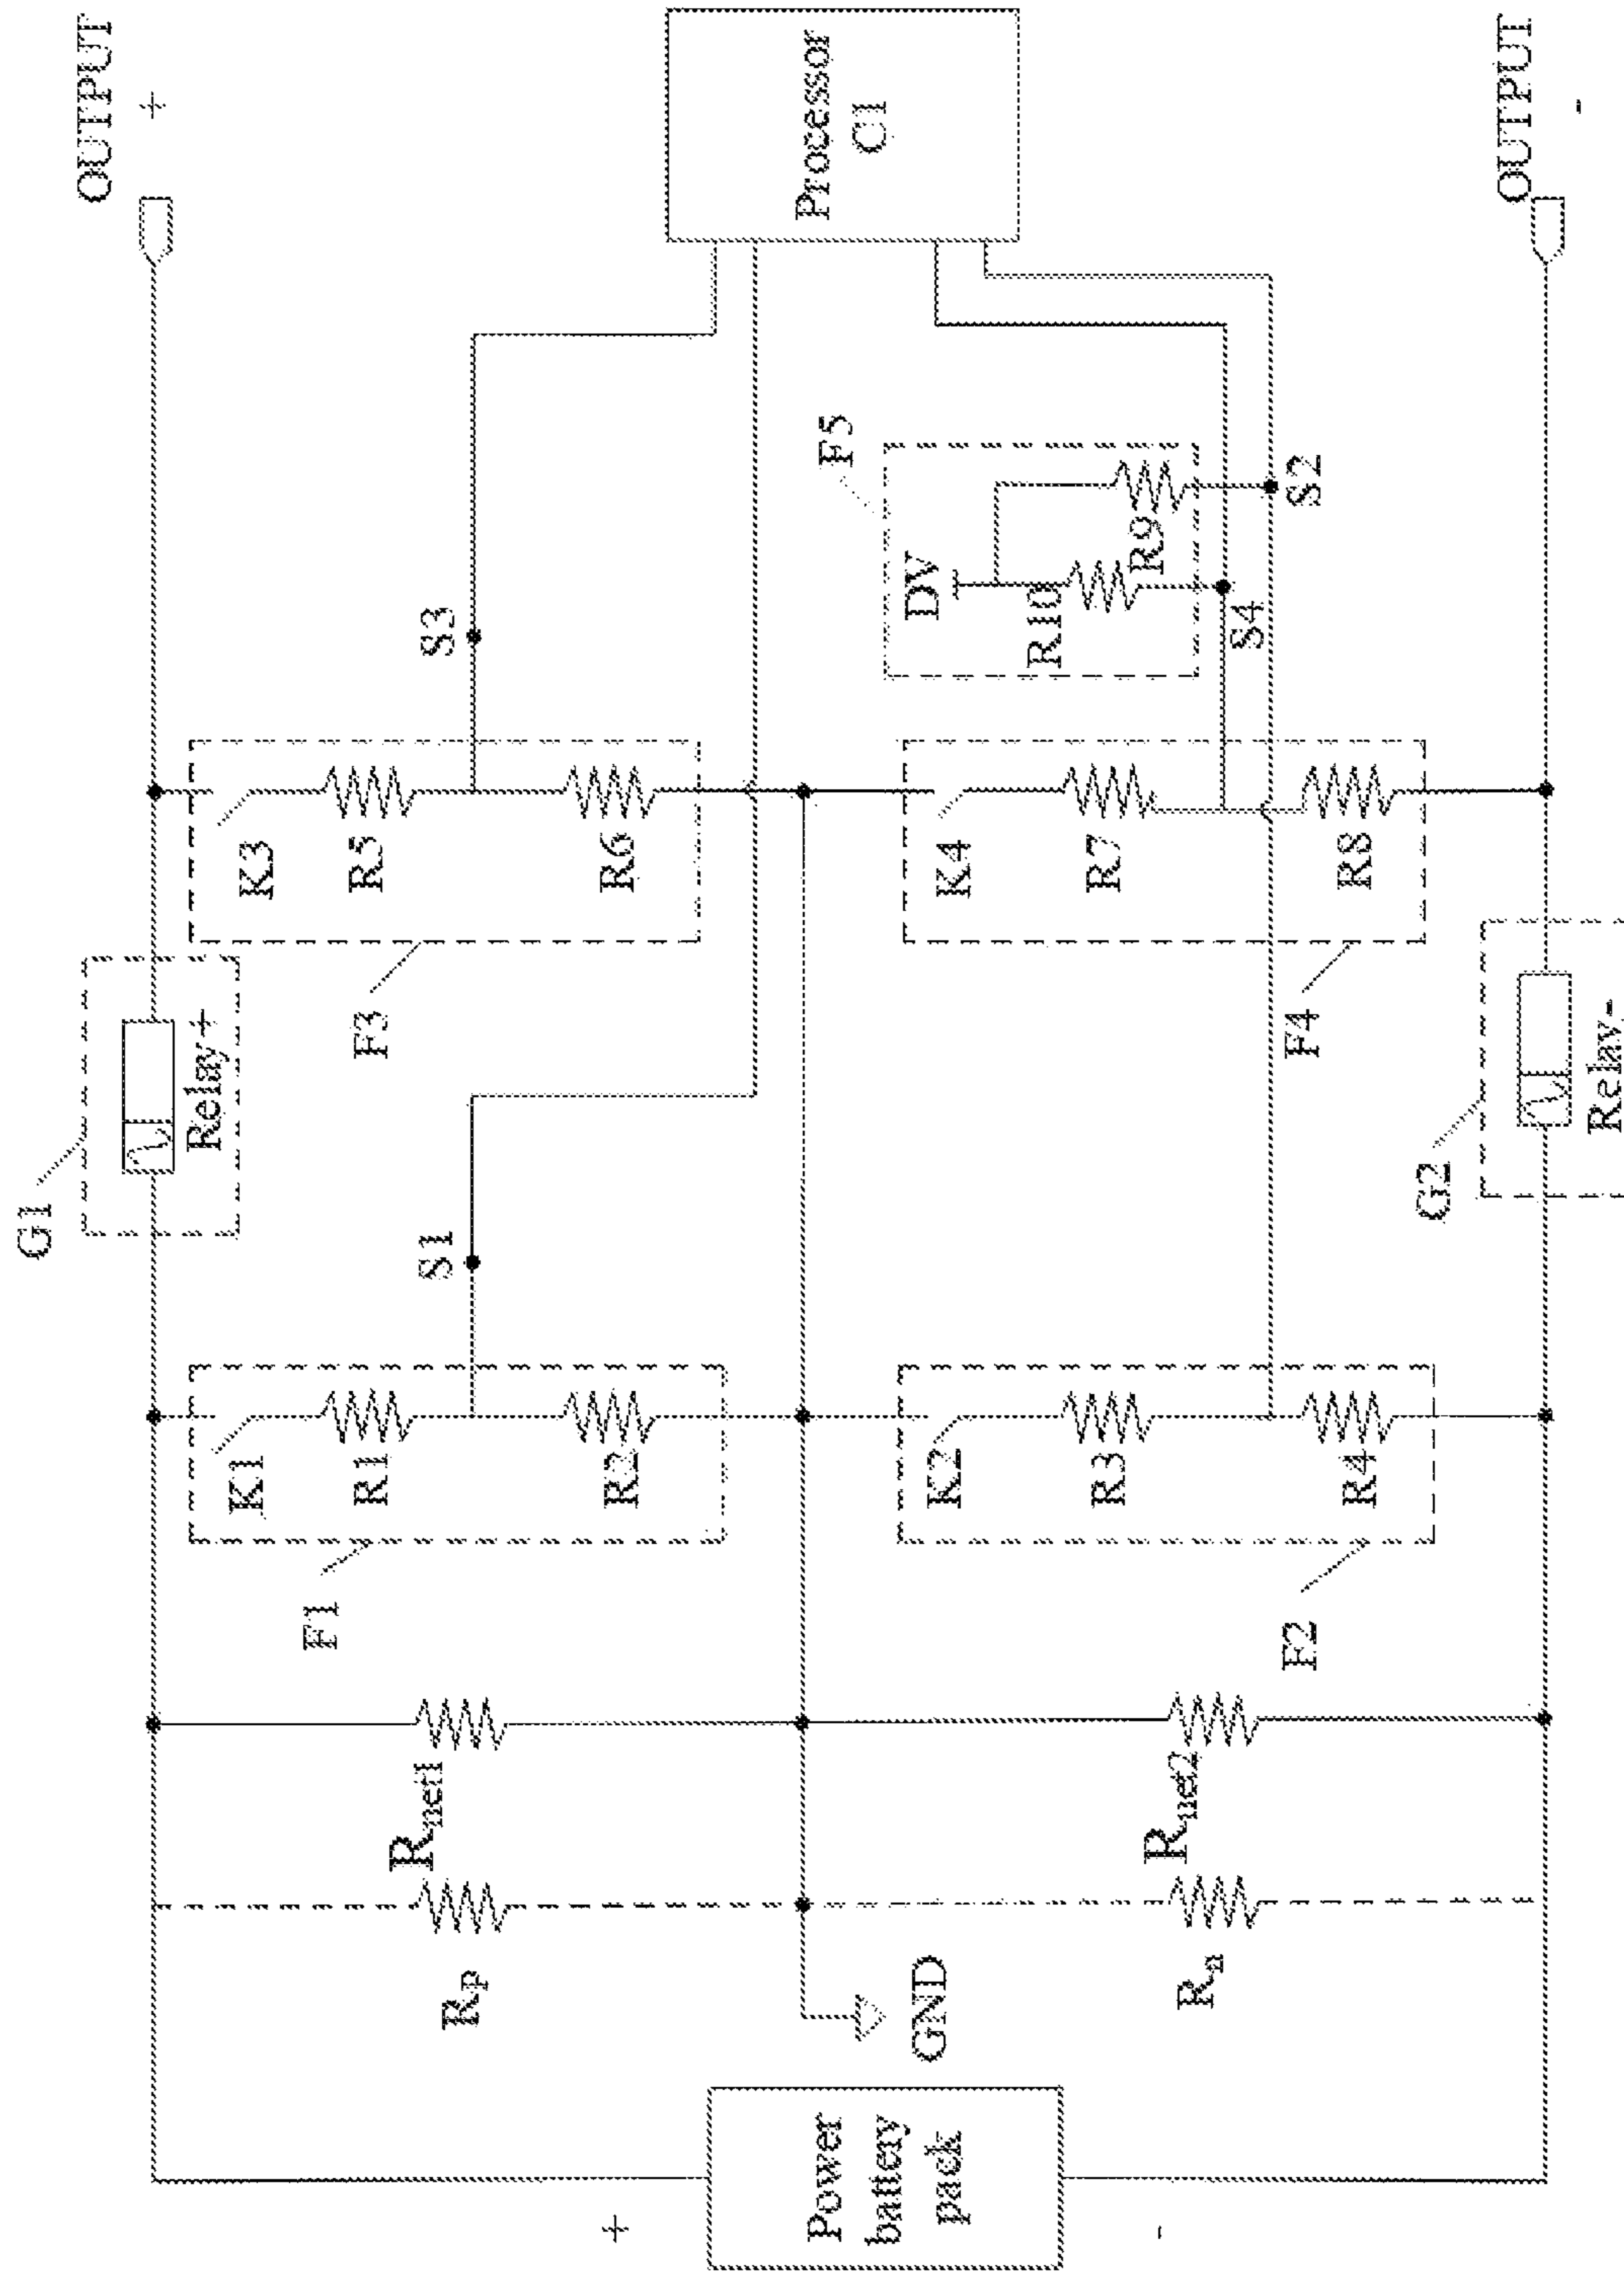 OUTPUT
+
G1
Relay+
K1
R1
S1
R2
F1
K3
R5
S3
R6
F3
Rnet1
Rp
+
Power
battery
pack
-
GND
Processor
C1
F5
DV
R10
R9
S4
S2
K2
R3
R4
F2
K4
R7
R8
F4
Rnet2
Rn
G2
Relay-
OUTPUT
-